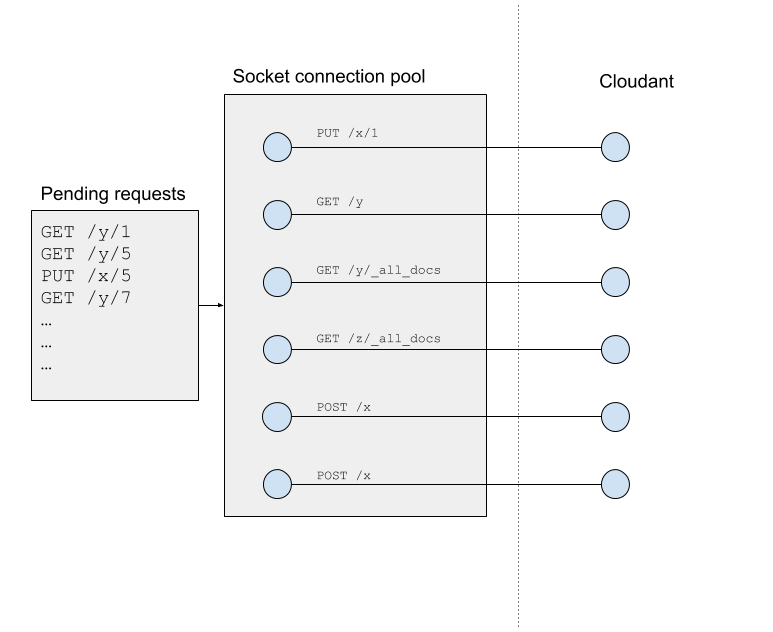 Socket connection pool
Cloudant
PUT /x/1
Pending requests
GET /y
GET /y/1
GET /y/5
PUT /x/5
GET /y/7
…
…
…
GET /y/_all_docs
GET /z/_all_docs
POST /x
POST /x